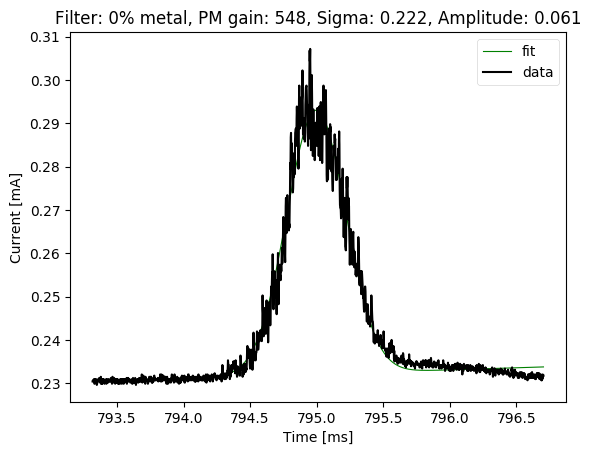 Filter: 0% metal, PM gain: 548, Sigma: 0.222, Amplitude: 0.061
0.31
fit
data
0.30
0.29
0.28
0.27
Current [mA]
0.26
0.25
0.24
0.23
793.5 794.0 794.5 795.0 795.5 796.0 796.5
Time [ms]